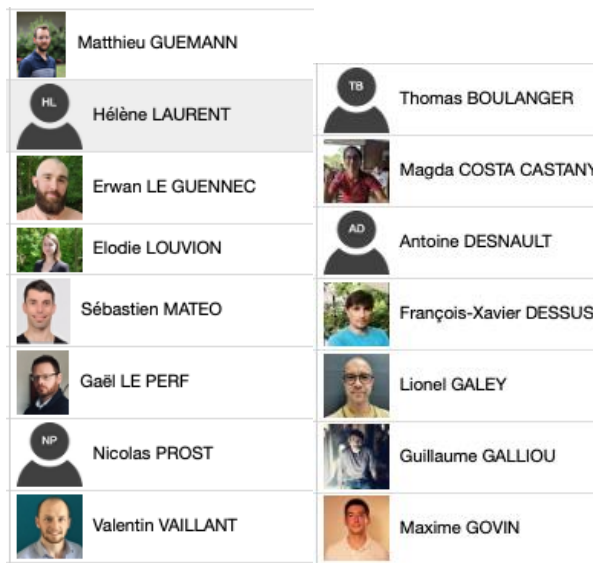 Matthieu GUEMANN
HL
Hélène LAURENT
Erwan LE GUENNEC
Elodie LOUVION
Sébastien MATEO
Gaël LE PERF
NP
Nicolas PROST
Valentin VAILLANT
TB
Thomas BOULANGER
Magda COSTA CASTANY
AD
Antoine DESNAULT
François-Xavier DESSUS
Lionel GALEY
Guillaume GALLIOU
Maxime GOVIN